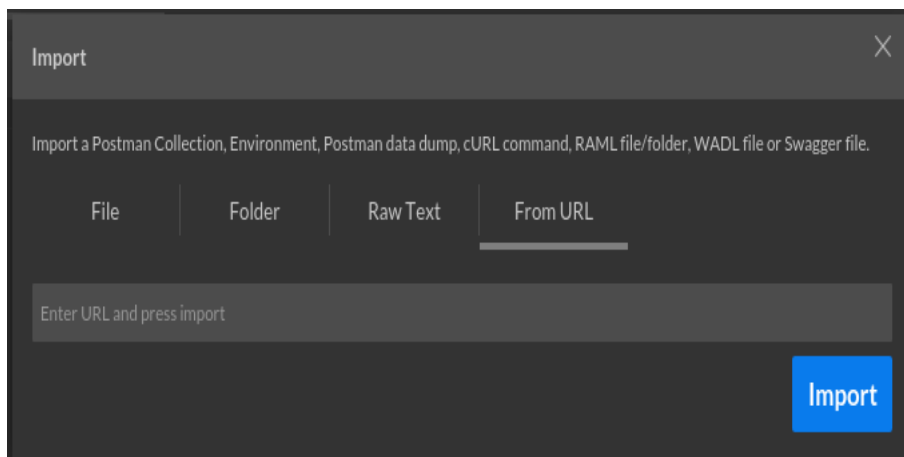 Import
X
Import a Postman Collection, Environment, Postman data dump, cURL command, RAML file/folder, WADL file or Swagger file.
File Folder Raw Text From URL
Enter URL and press import
Import